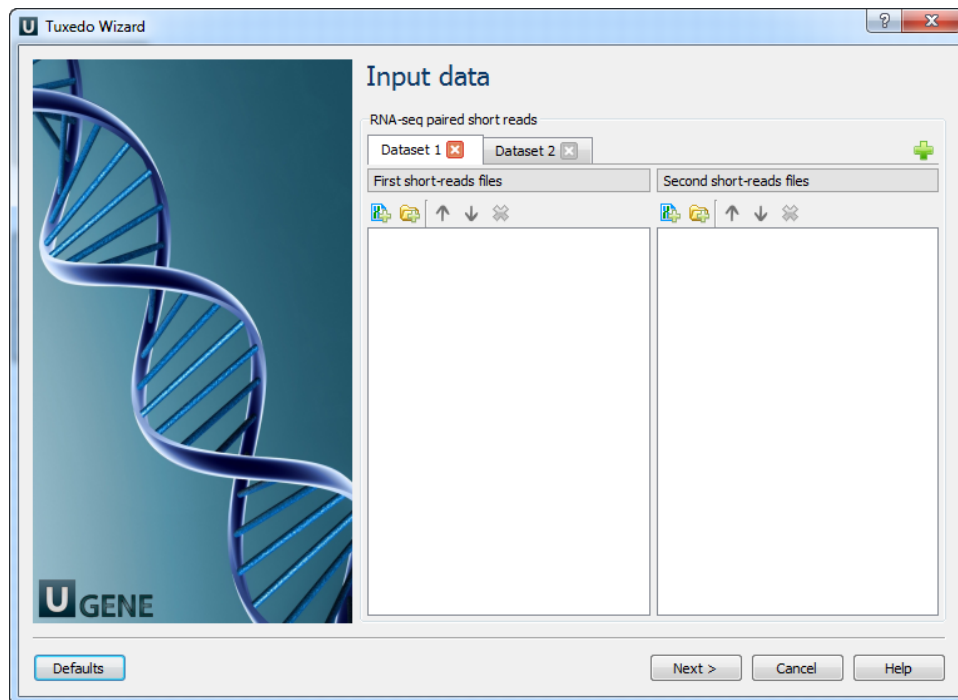 Tuxedo Wizard
Input data
RNA-seq paired short reads
Dataset 1
Dataset 2
First short-reads files
Second short-reads files
U GENE
Defaults
Next >
Cancel
Help